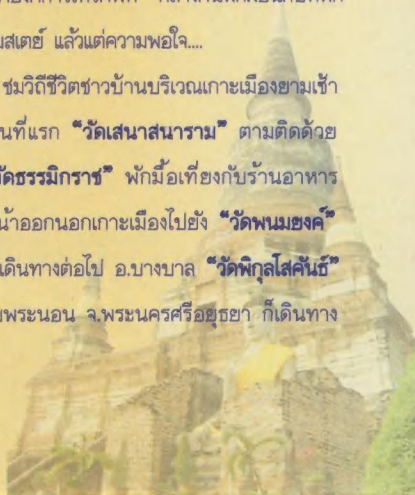 มสเตย์ แล้วแต่ความพอใจ....
ชมวิถีชีวิตชาวบ้านบริเวณเกาะเมืองยามเช้า
นที่แรก “วัดเสนาสนาราม” ตามติดด้วย
วัดธรรมิกราช” พักมื้อเที่ยงกับร้านอาหาร
น้าออกนอกเกาะเมืองไปยัง “วัดพนมยงค์”
เดินทางต่อไป อ.บางบาล “วัดพิกุลโสคันธ์”
มพระนอน จ.พระนครศรีอยุธยา ก็เดินทาง